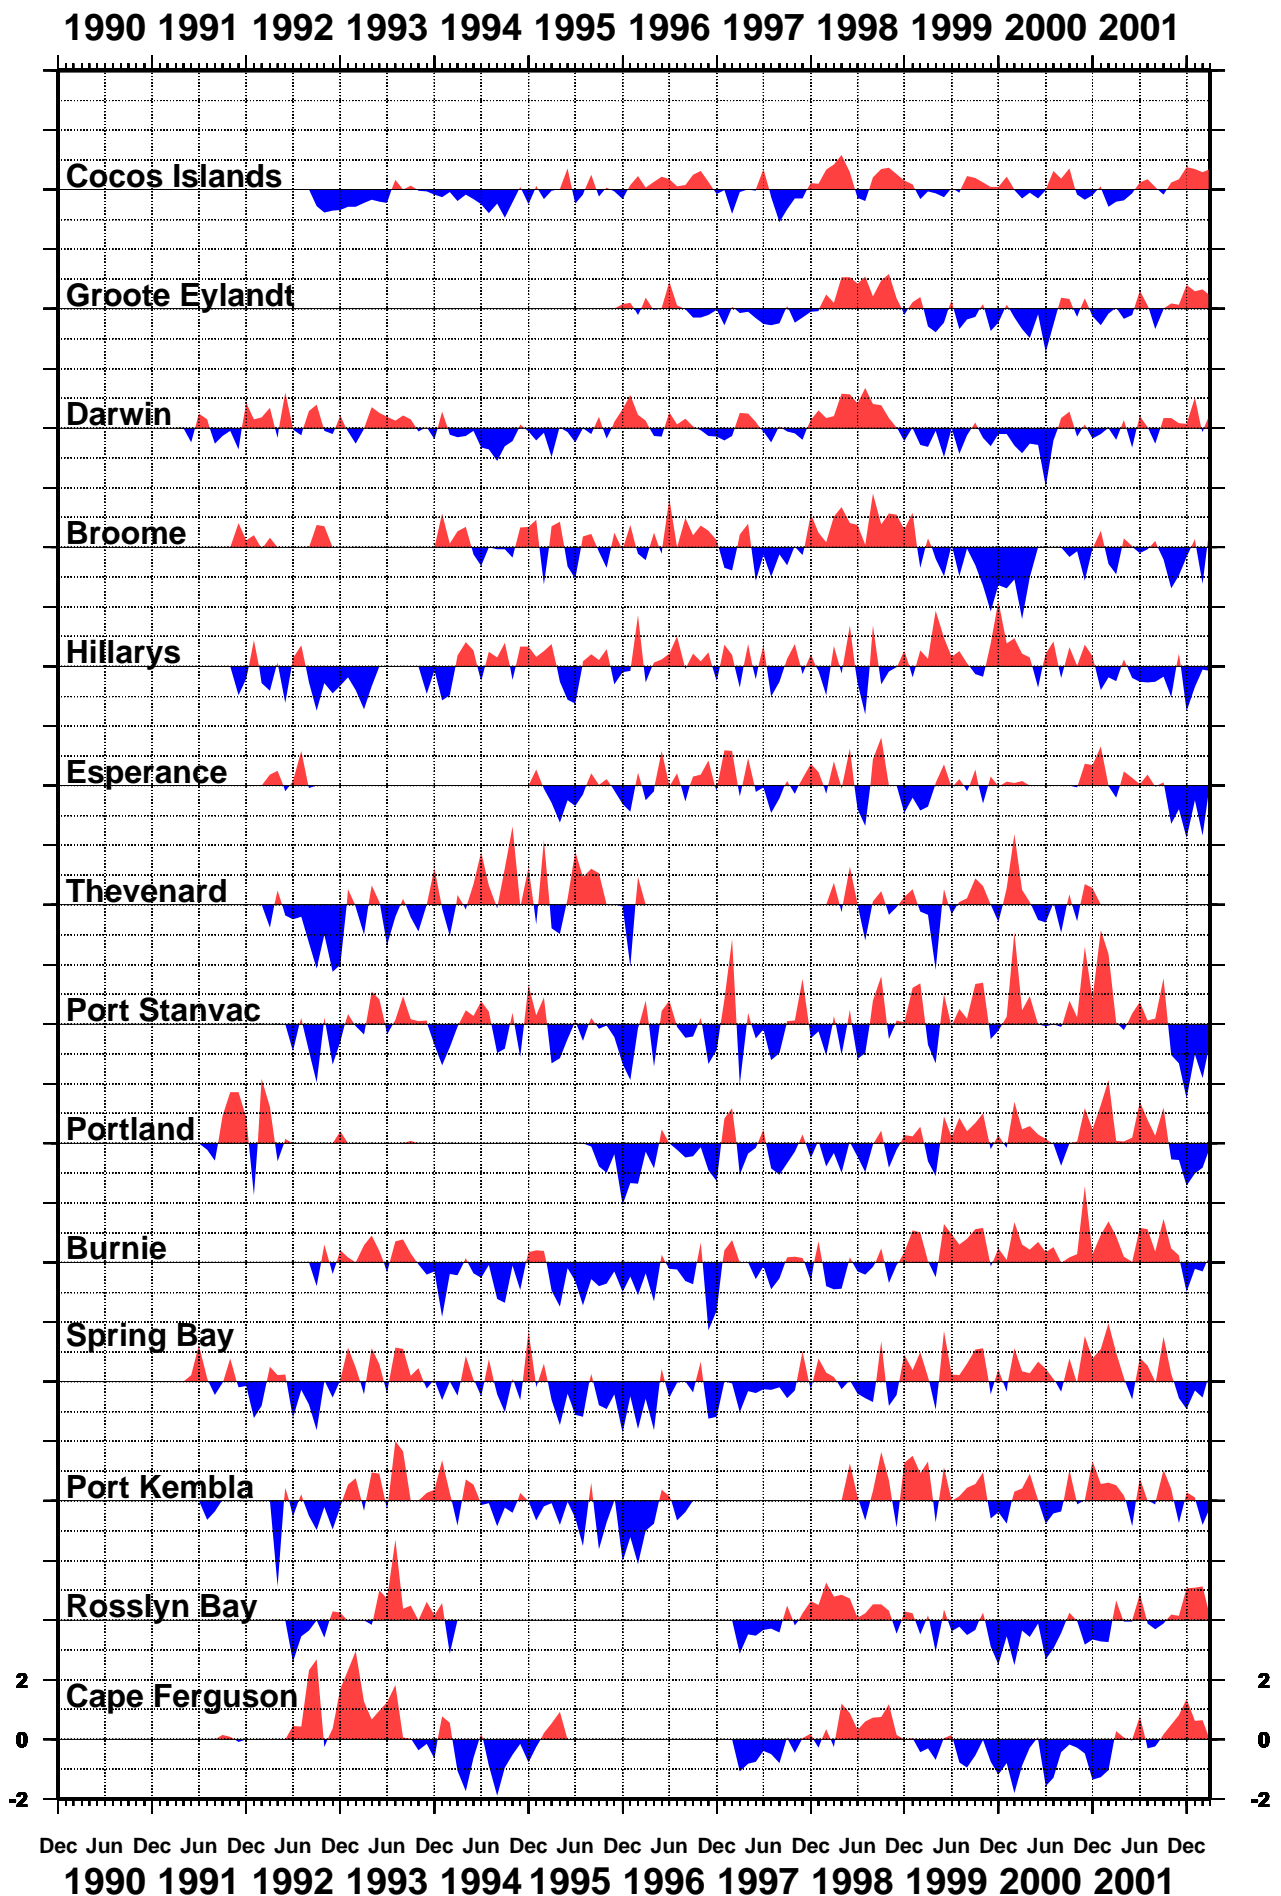 1990 1991 1992 1993 1994 1995 1996 1997 1998 1999 2000 2001
Cocos Islands
Groote Eylandt
Darwin
Broome
Hillarys
Esperance
Thevenard
Port Stanvac
Portland
Burnie
Spring Bay
Port Kembla
Rosslyn Bay
2 2
Cape Ferguson
0 0
-2 -2
Dec Jun Dec Jun Dec Jun Dec Jun Dec Jun Dec Jun Dec Jun Dec Jun Dec Jun Dec Jun Dec Jun Dec Jun Dec
1990 1991 1992 1993 1994 1995 1996 1997 1998 1999 2000 2001